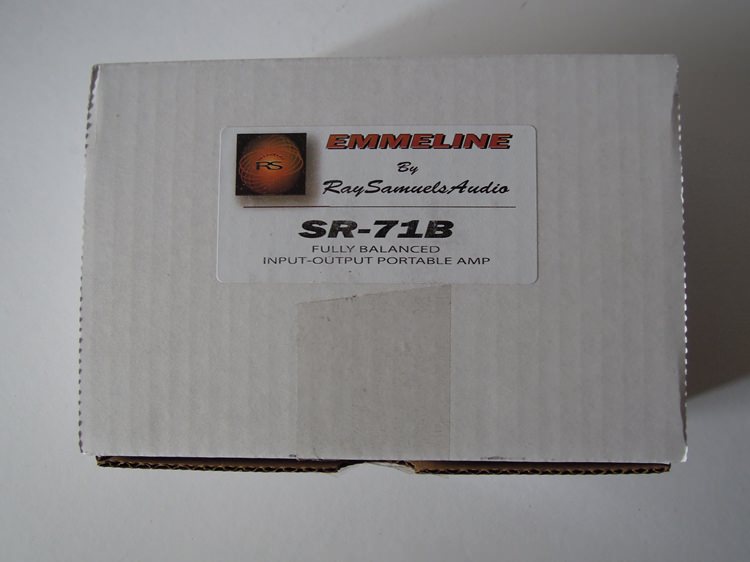 RS
EMMELINE
By
RaySamuelsAudio
SR-71B
FULLY BALANCED
INPUT-OUTPUT PORTABLE AMP